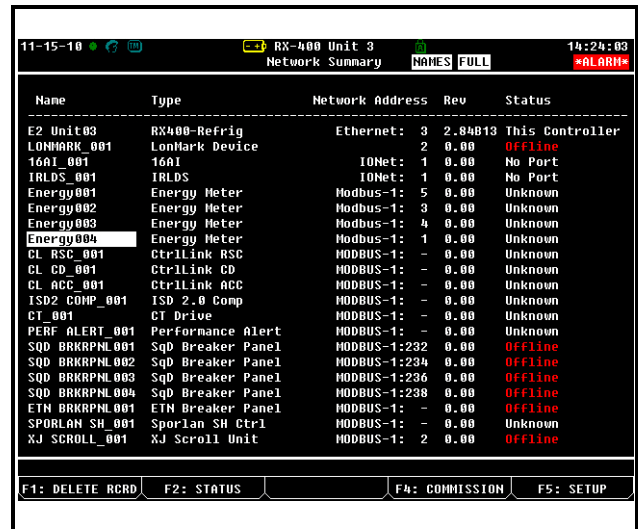 11-15-10 RX-400 Unit 3 14:24:03
Network Summary NAMES FULL *ALARM*
Name Type Network Address Rev Status
E2 Unit03 RX400-Refrig Ethernet: 3 2.84B13 This Controller
LONMARK_001 LonMark Device 2 0.00 Offline
16AI_001 16AI IONet: 1 0.00 No Port
IRLDS_001 IRLDS IONet: 1 0.00 No Port
Energy001 Energy Meter Modbus-1: 5 0.00 Unknown
Energy002 Energy Meter Modbus-1: 3 0.00 Unknown
Energy003 Energy Meter Modbus-1: 4 0.00 Unknown
Energy004 Energy Meter Modbus-1: 1 0.00 Unknown
CL RSC_001 CtrlLink RSC MODBUS-1: - 0.00 Unknown
CL CD_001 CtrlLink CD MODBUS-1: - 0.00 Unknown
CL ACC_001 CtrlLink ACC MODBUS-1: - 0.00 Unknown
ISD2 COMP_001 ISD 2.0 Comp MODBUS-1: - 0.00 Unknown
CT_001 CT Drive MODBUS-1: - 0.00 Unknown
PERF ALERT_001 Performance Alert MODBUS-1: - 0.00 Unknown
SQD BRKRPNL001 SqD Breaker Panel MODBUS-1:232 0.00 Offline
SQD BRKRPNL002 SqD Breaker Panel MODBUS-1:234 0.00 Offline
SQD BRKRPNL003 SqD Breaker Panel MODBUS-1:236 0.00 Offline
SQD BRKRPNL004 SqD Breaker Panel MODBUS-1:238 0.00 Offline
ETN BRKRPNL001 ETN Breaker Panel MODBUS-1: - 0.00 Offline
SPORLAN SH_001 Sporlan SH Ctrl MODBUS-1: - 0.00 Unknown
XJ SCROLL_001 XJ Scroll Unit MODBUS-1: 2 0.00 Offline
F1: DELETE RCRD F2: STATUS F4: COMMISSION F5: SETUP